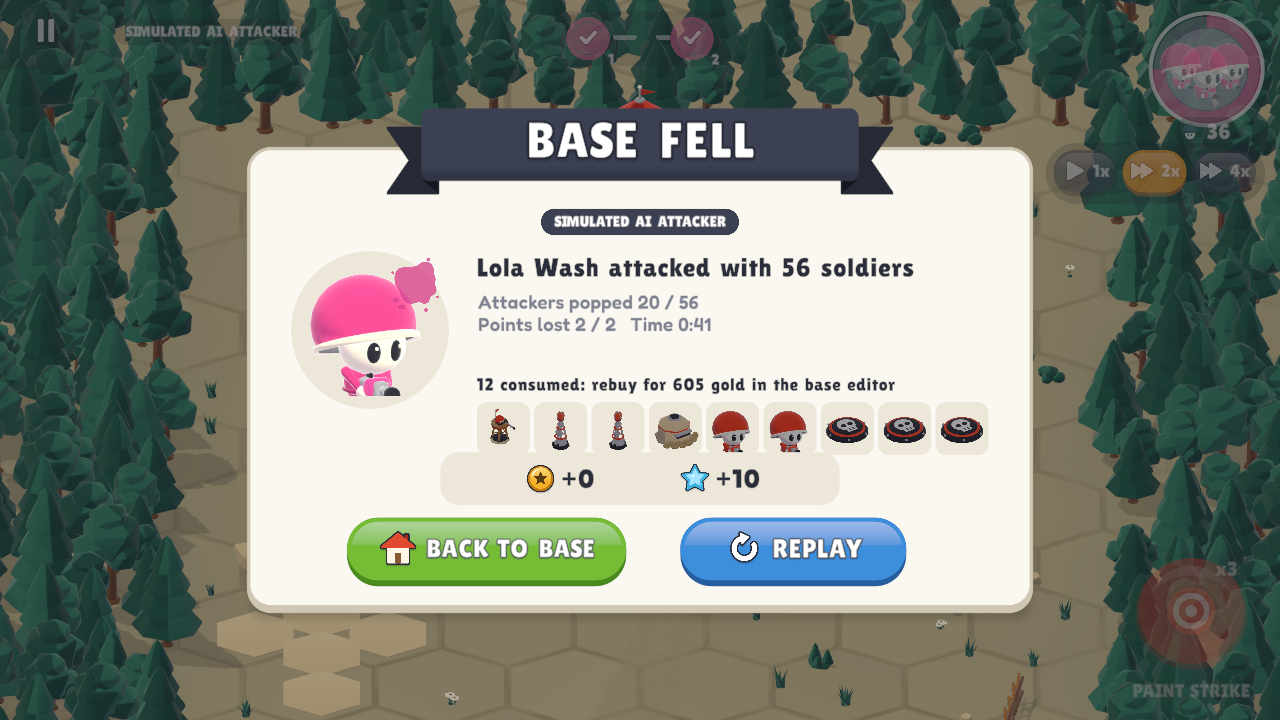 SIMULATED AI ATTACKER
1
2
36
1x
2x
4x
BASE FELL
SIMULATED AI ATTACKER
Lola Wash attacked with 56 soldiers
Attackers popped 20 / 56
Points lost 2 / 2 Time 0:41
12 consumed: rebuy for 605 gold in the base editor
+0
+10
BACK TO BASE
REPLAY
x3
PAINT STRIKE